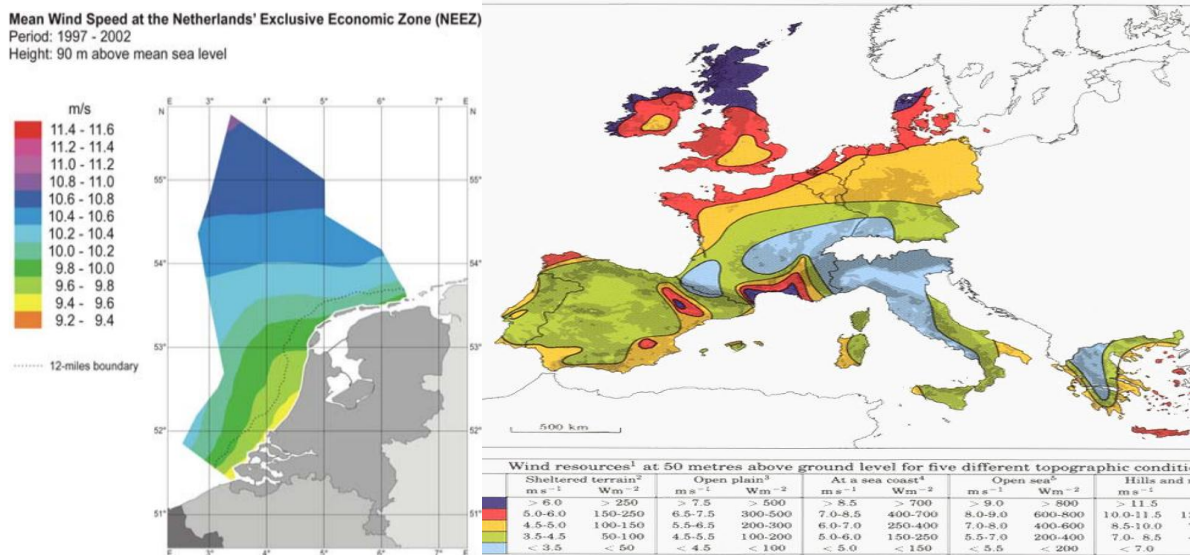 Mean Wind Speed at the Netherlands' Exclusive Economic Zone (NEEZ)
Period: 1997 - 2002
Height: 90 m above mean sea level
m/s
11.4 - 11.6
11.2 - 11.4
11.0 - 11.2
10.8 - 11.0
10.6 - 10.8
10.4 - 10.6
10.2 - 10.4
10.0 - 10.2
9.8 - 10.0
9.6 - 9.8
9.4 - 9.6
9.2 - 9.4
12-miles boundary
E 3° 4° 5° 6° 7° E
N N
55° 55°
54° 54°
53° 53°
52° 52°
51° 51°
E 3° 4° 5° 6° 7° E
500 km
Wind resources¹ at 50 metres above ground level for five different topographic conditi
Sheltered terrain² Open plain³ At a sea coast⁴ Open sea⁵ Hills and
m s⁻¹ Wm⁻² m s⁻¹ Wm⁻² m s⁻¹ Wm⁻² m s⁻¹ Wm⁻² m s⁻¹
> 6.0 > 250 > 7.5 > 500 > 8.5 > 700 > 9.0 > 800 > 11.5
5.0-6.0 150-250 6.5-7.5 300-500 7.0-8.5 400-700 8.0-9.0 600-800 10.0-11.5
4.5-5.0 100-150 5.5-6.5 200-300 6.0-7.0 250-400 7.0-8.0 400-600 8.5-10.0
3.5-4.5 50-100 4.5-5.5 100-200 5.0-6.0 150-250 5.5-7.0 200-400 7.0- 8.5
< 3.5 < 50 < 4.5 < 100 < 5.0 < 150 < 5.5 < 200 < 7.0